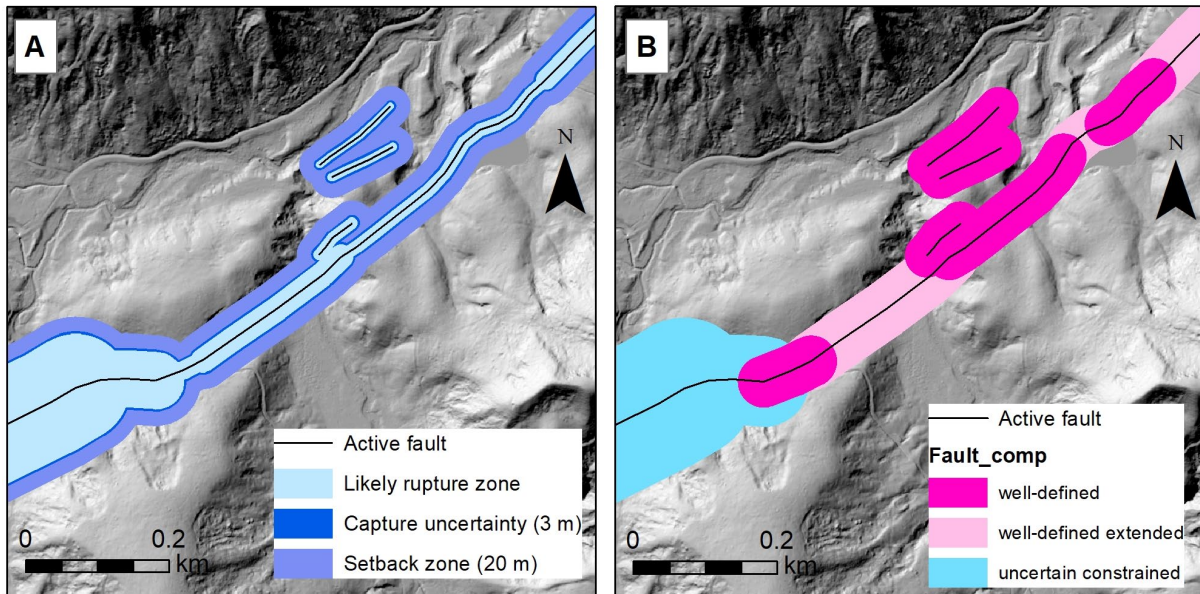 A
N
Active fault
Likely rupture zone
Capture uncertainty (3 m)
Setback zone (20 m)
0 0.2
km
B
N
Active fault
Fault_comp
well-defined
well-defined extended
uncertain constrained
0 0.2
km